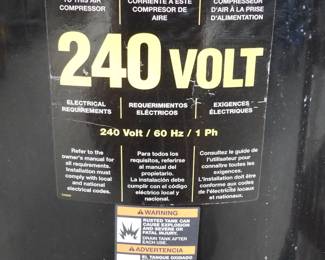 TO THIS AIR
COMPRESSOR
CORRIENTE A ESTE
COMPRESOR DE
AIRE
COMPRESSEUR
D'AIR À LA PRISE
D'ALIMENTATION
240 VOLT
ELECTRICAL
REQUIREMENTS
REQUERIMIENTOS
ELÉCTRICOS
EXIGENCES
ÉLECTRIQUES
240 Volt / 60 Hz / 1 Ph
Refer to the
owner's manual for
all requirements.
Installation must
comply with local
and national
electrical codes.
Para todos los
requisitos, referirse
al manual del
propietario.
La instalación debe
cumplir con el código
eléctrico local y
nacional.
Consultez le guide de
l'utilisateur pour
connaître toutes les
exigences.
L'installation doit être
conforme aux codes
de l'électricité locaux
et nationaux.
WARNING
RUSTED TANK CAN
CAUSE EXPLOSION
AND SEVERE OR
FATAL INJURY.
DRAIN TANK AFTER
EACH USE.
ADVERTENCIA
EL TANQUE OXIDADO